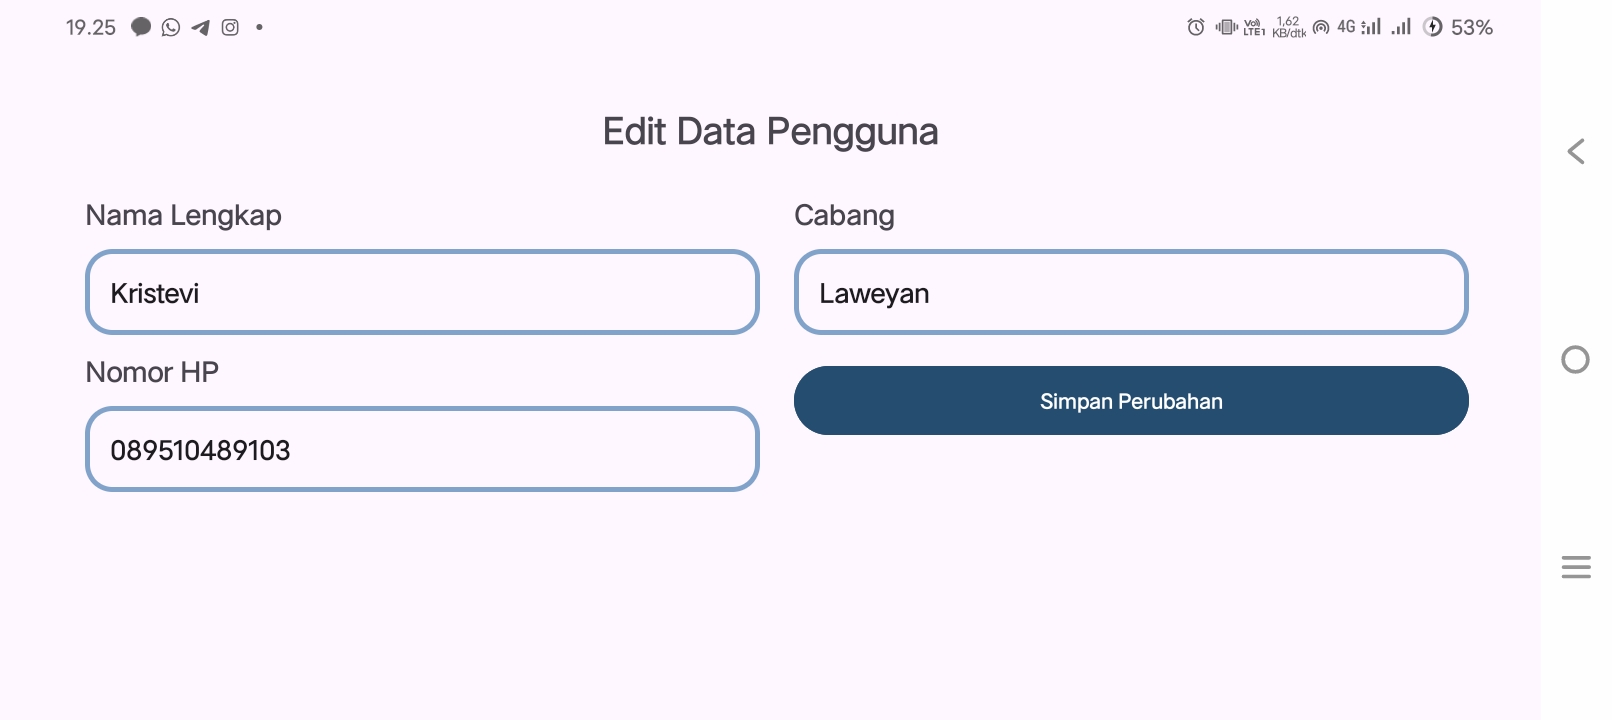 19.25 Vo) LTE1 1,62 KB/dtk 4G 53%
Edit Data Pengguna
Nama Lengkap
Kristevi
Nomor HP
089510489103
Cabang
Laweyan
Simpan Perubahan